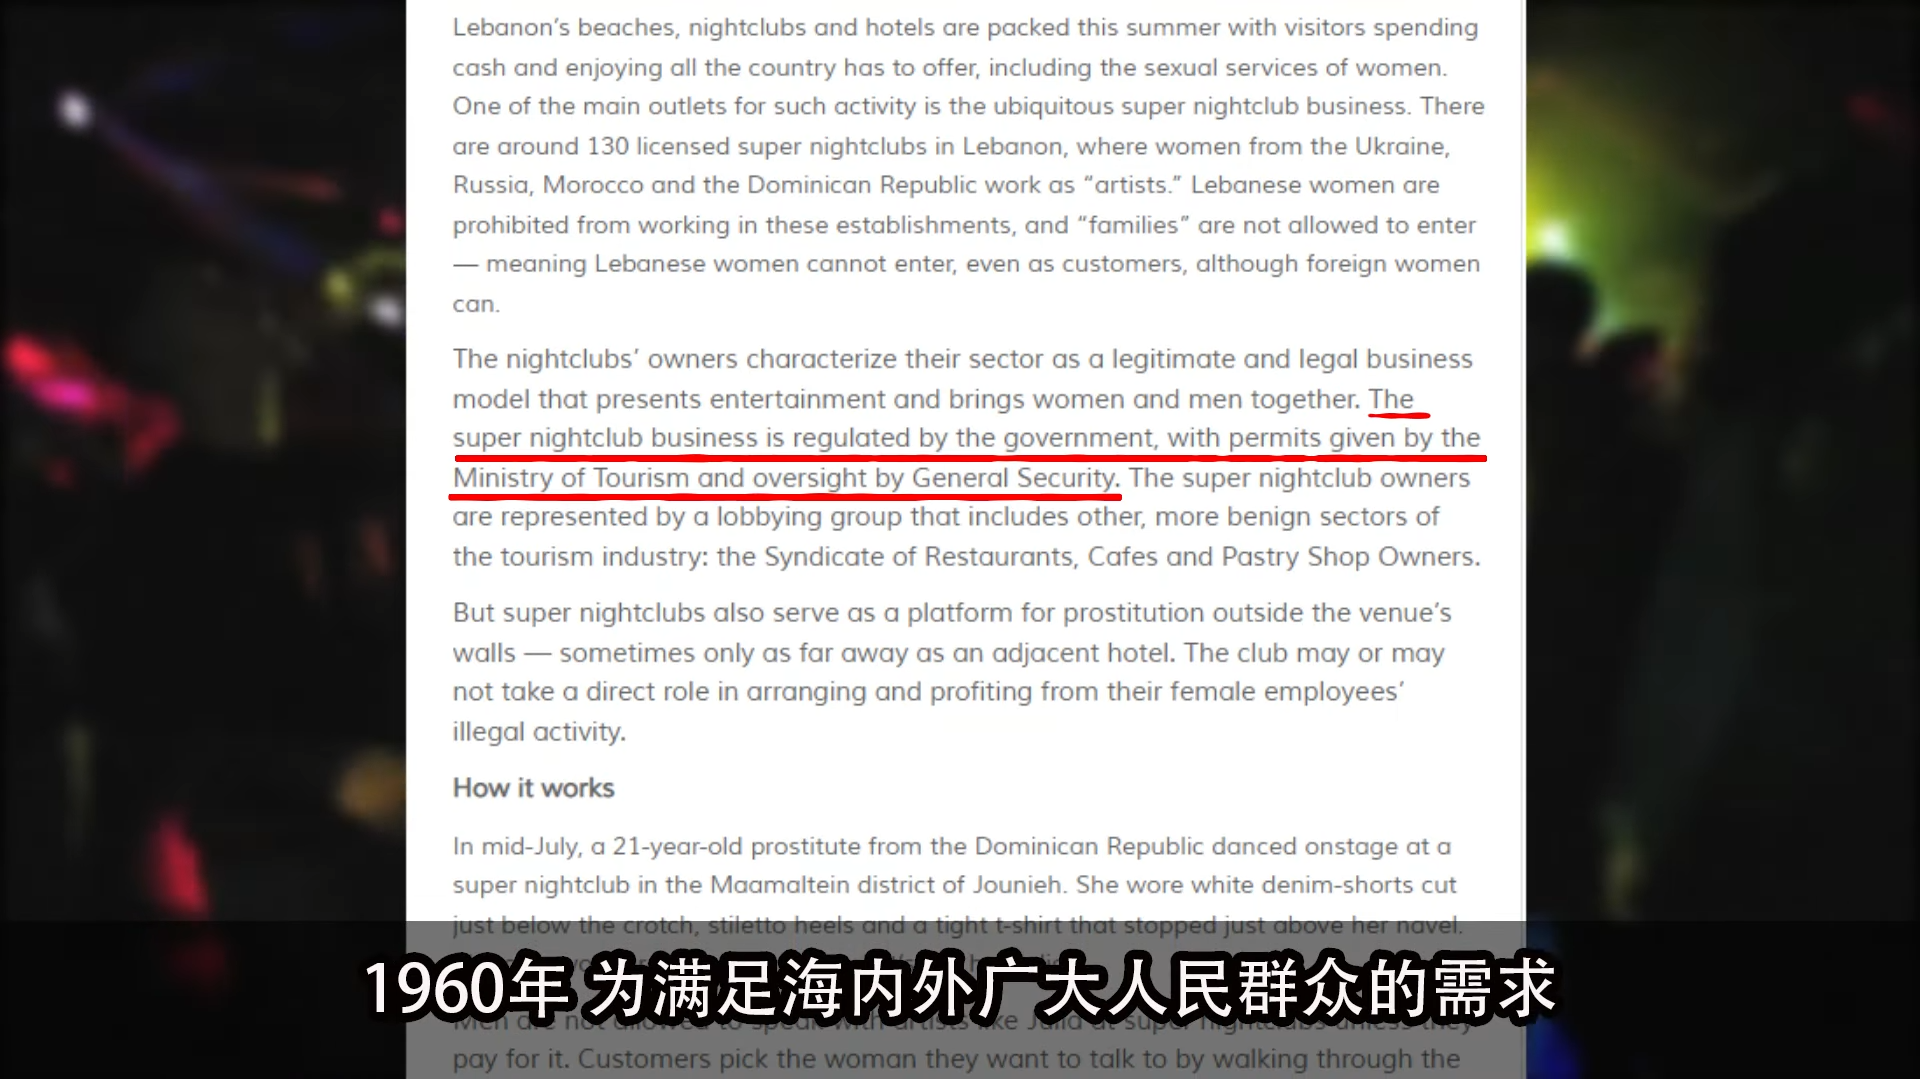 Lebanon’s beaches, nightclubs and hotels are packed this summer with visitors spending
cash and enjoying all the country has to offer, including the sexual services of women.
One of the main outlets for such activity is the ubiquitous super nightclub business. There
are around 130 licensed super nightclubs in Lebanon, where women from the Ukraine,
Russia, Morocco and the Dominican Republic work as “artists.” Lebanese women are
prohibited from working in these establishments, and “families” are not allowed to enter
— meaning Lebanese women cannot enter, even as customers, although foreign women
can.
The nightclubs’ owners characterize their sector as a legitimate and legal business
model that presents entertainment and brings women and men together. The
super nightclub business is regulated by the government, with permits given by the
Ministry of Tourism and oversight by General Security. The super nightclub owners
are represented by a lobbying group that includes other, more benign sectors of
the tourism industry: the Syndicate of Restaurants, Cafes and Pastry Shop Owners.
But super nightclubs also serve as a platform for prostitution outside the venue’s
walls — sometimes only as far away as an adjacent hotel. The club may or may
not take a direct role in arranging and profiting from their female employees’
illegal activity.
How it works
In mid-July, a 21-year-old prostitute from the Dominican Republic danced onstage at a
super nightclub in the Maamaltein district of Jounieh. She wore white denim-shorts cut
just below the crotch, stiletto heels and a tight t-shirt that stopped just above her navel.
1960年 为满足海内外广大人民群众的需求
Men are not allowed to speak with artists like Julia at super nightclubs unless they
pay for it. Customers pick the woman they want to talk to by walking through the